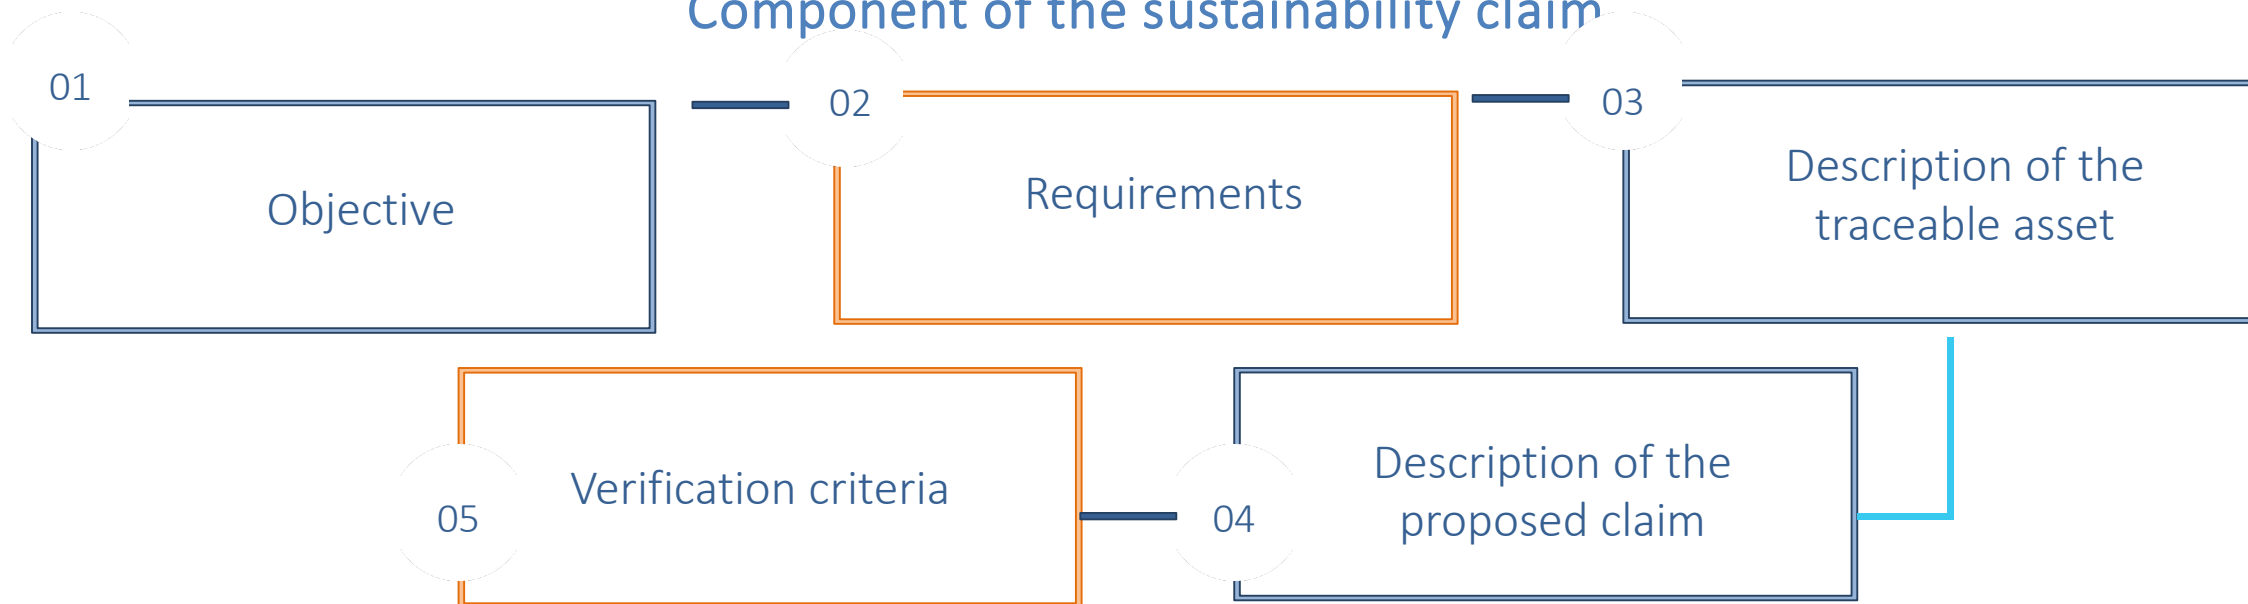 Component of the sustainability claim
01
Objective
02
Requirements
03
Description of the
traceable asset
04
Description of the
proposed claim
05
Verification criteria